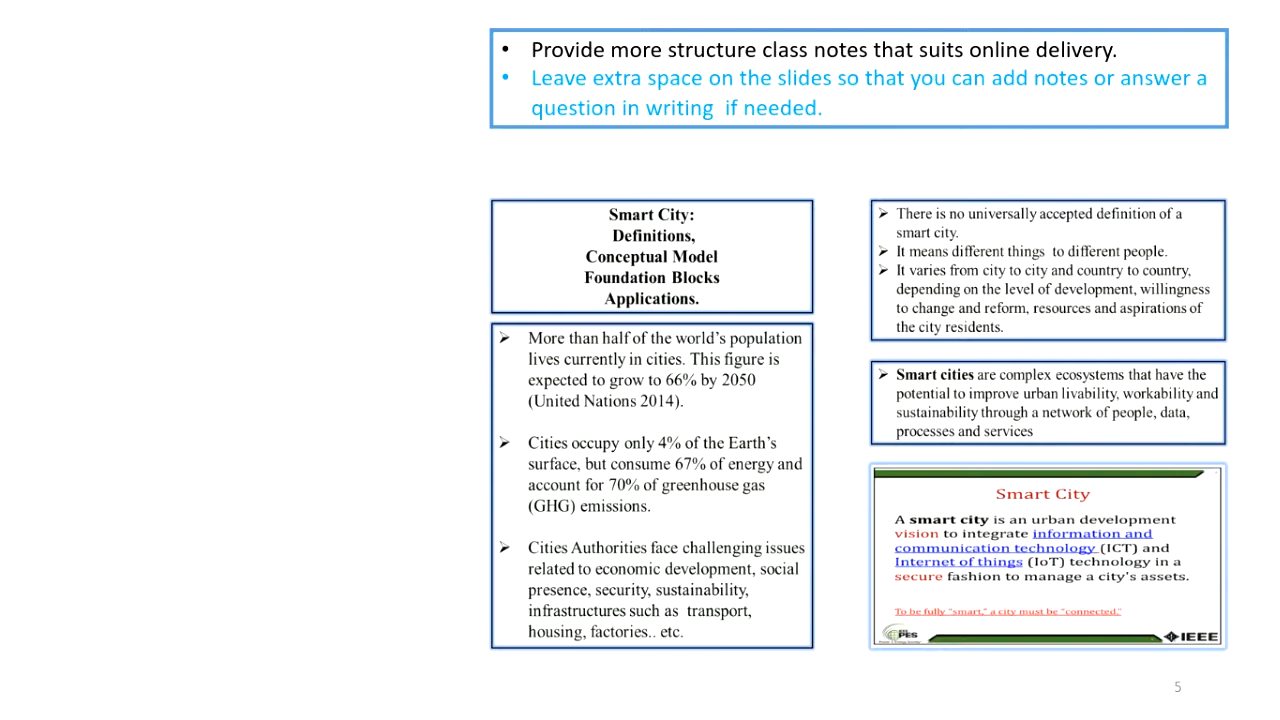 • Provide more structure class notes that suits online delivery.
• Leave extra space on the slides so that you can add notes or answer a
question in writing if needed.
Smart City:
Definitions,
Conceptual Model
Foundation Blocks
Applications.
➢ More than half of the world's population
lives currently in cities. This figure is
expected to grow to 66% by 2050
(United Nations 2014).
➢ Cities occupy only 4% of the Earth's
surface, but consume 67% of energy and
account for 70% of greenhouse gas
(GHG) emissions.
➢ Cities Authorities face challenging issues
related to economic development, social
presence, security, sustainability,
infrastructures such as transport,
housing, factories.. etc.
➢ There is no universally accepted definition of a
smart city.
➢ It means different things to different people.
➢ It varies from city to city and country to country,
depending on the level of development, willingness
to change and reform, resources and aspirations of
the city residents.
➢ Smart cities are complex ecosystems that have the
potential to improve urban livability, workability and
sustainability through a network of people, data,
processes and services
Smart City
A smart city is an urban development
vision to integrate information and
communication technology (ICT) and
Internet of things (IoT) technology in a
secure fashion to manage a city's assets.
To be fully "smart," a city must be "connected."
PES
IEEE
5